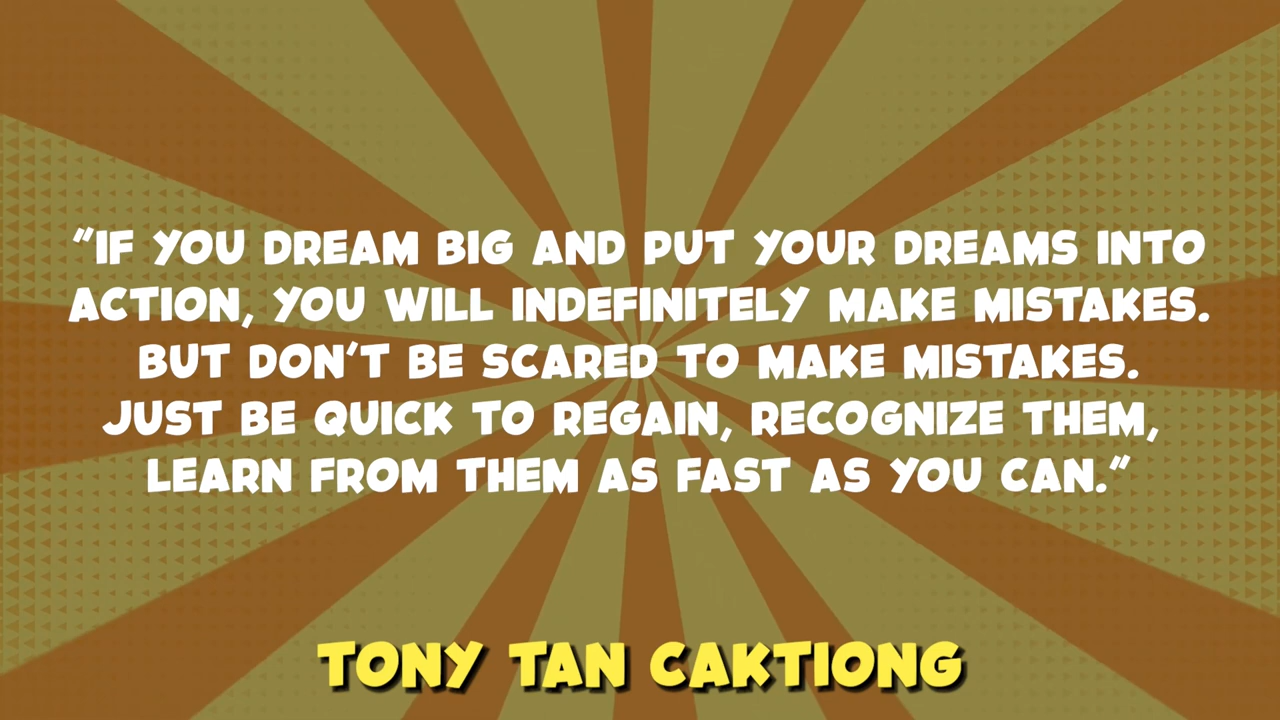 "IF YOU DREAM BIG AND PUT YOUR DREAMS INTO
ACTION, YOU WILL INDEFINITELY MAKE MISTAKES.
BUT DON'T BE SCARED TO MAKE MISTAKES.
JUST BE QUICK TO REGAIN, RECOGNIZE THEM,
LEARN FROM THEM AS FAST AS YOU CAN."
TONY TAN CAKTIONG